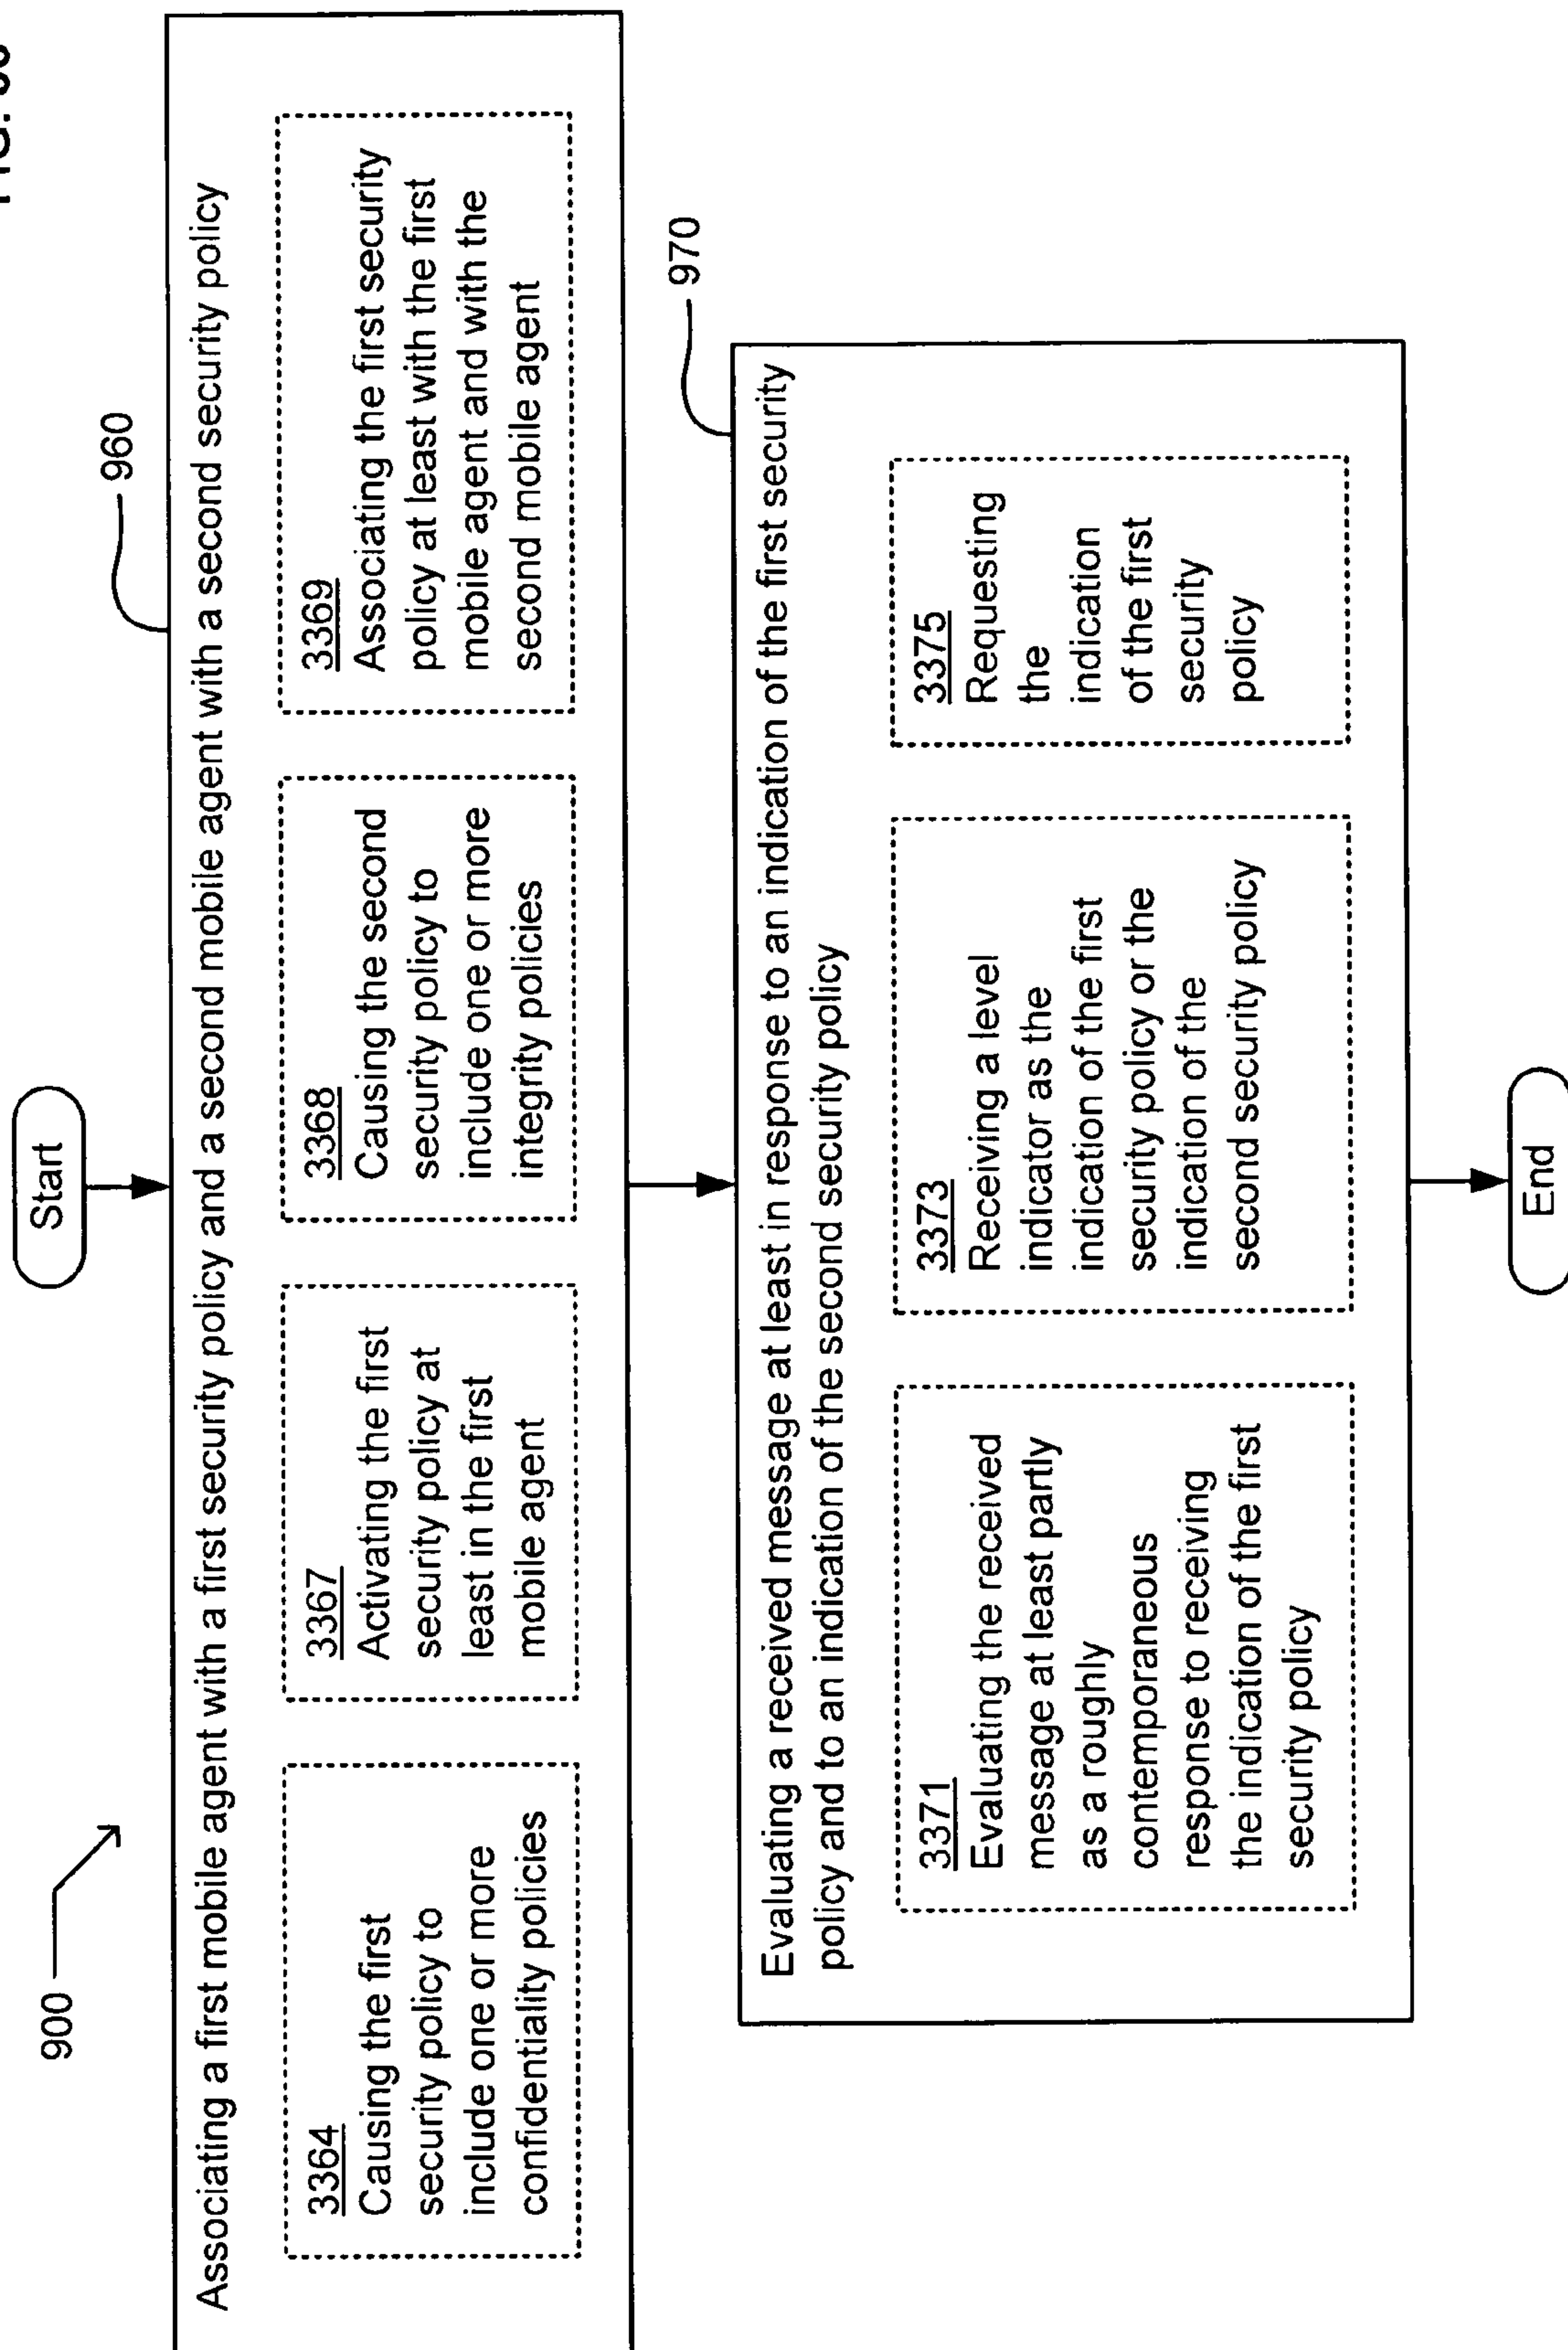 FIG.
900
Start
960
Associating a first mobile agent with a first security policy and a second mobile agent with a second security policy
3364
Causing the first
security policy to
include one or more
confidentiality policies
3367
Activating the first
security policy at
least in the first
mobile agent
3368
Causing the second
security policy to
include one or more
integrity policies
3369
Associating the first security
policy at least with the first
mobile agent and with the
second mobile agent
970
Evaluating a received message at least in response to an indication of the first security
policy and to an indication of the second security policy
3371
Evaluating the received
message at least partly
as a roughly
contemporaneous
response to receiving
the indication of the first
security policy
3373
Receiving a level
indicator as the
indication of the first
security policy or the
indication of the
second security policy
3375
Requesting
the
indication
of the first
security
policy
End